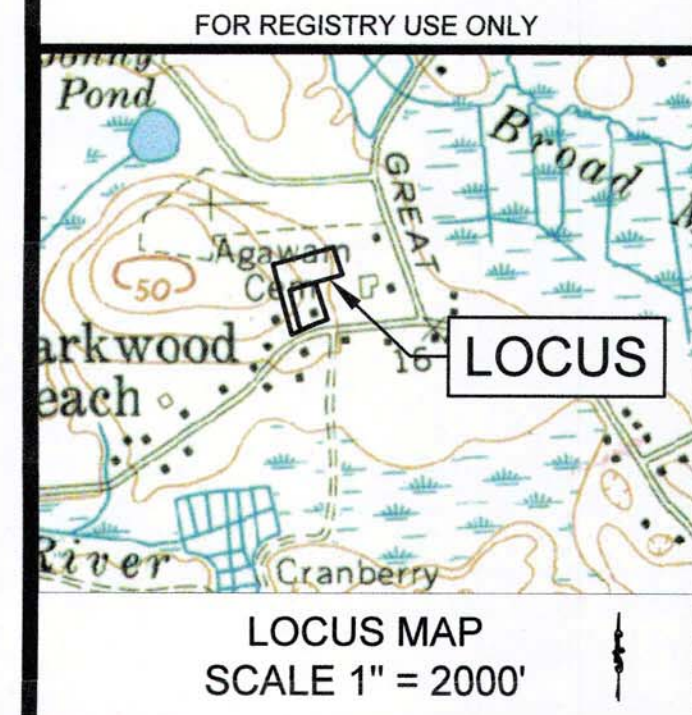 FOR REGISTRY USE ONLY
Pond
Broad
GREAT
Agawam
Cem
50
arkwood
each
16
LOCUS
River
Cranberry
LOCUS MAP
SCALE 1" = 2000'